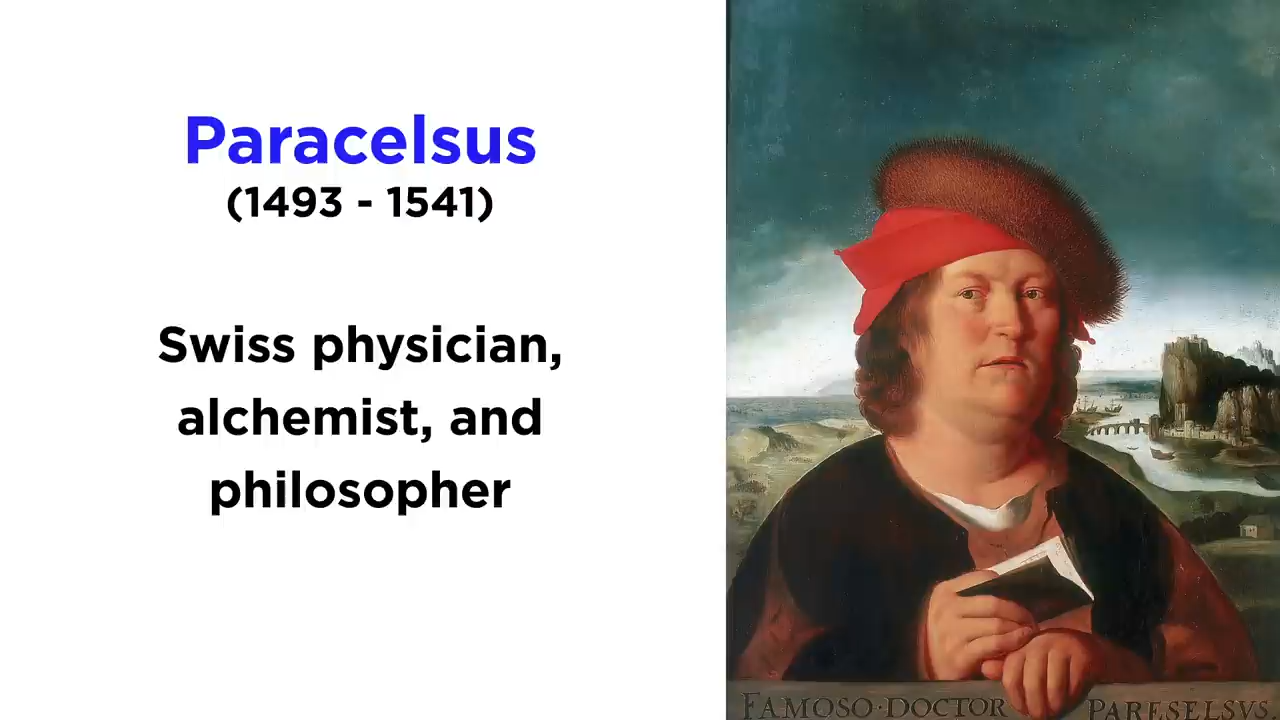 Paracelsus
(1493 - 1541)
Swiss physician,
alchemist, and
philosopher
FAMOSO·DOCTOR PARESELSVS